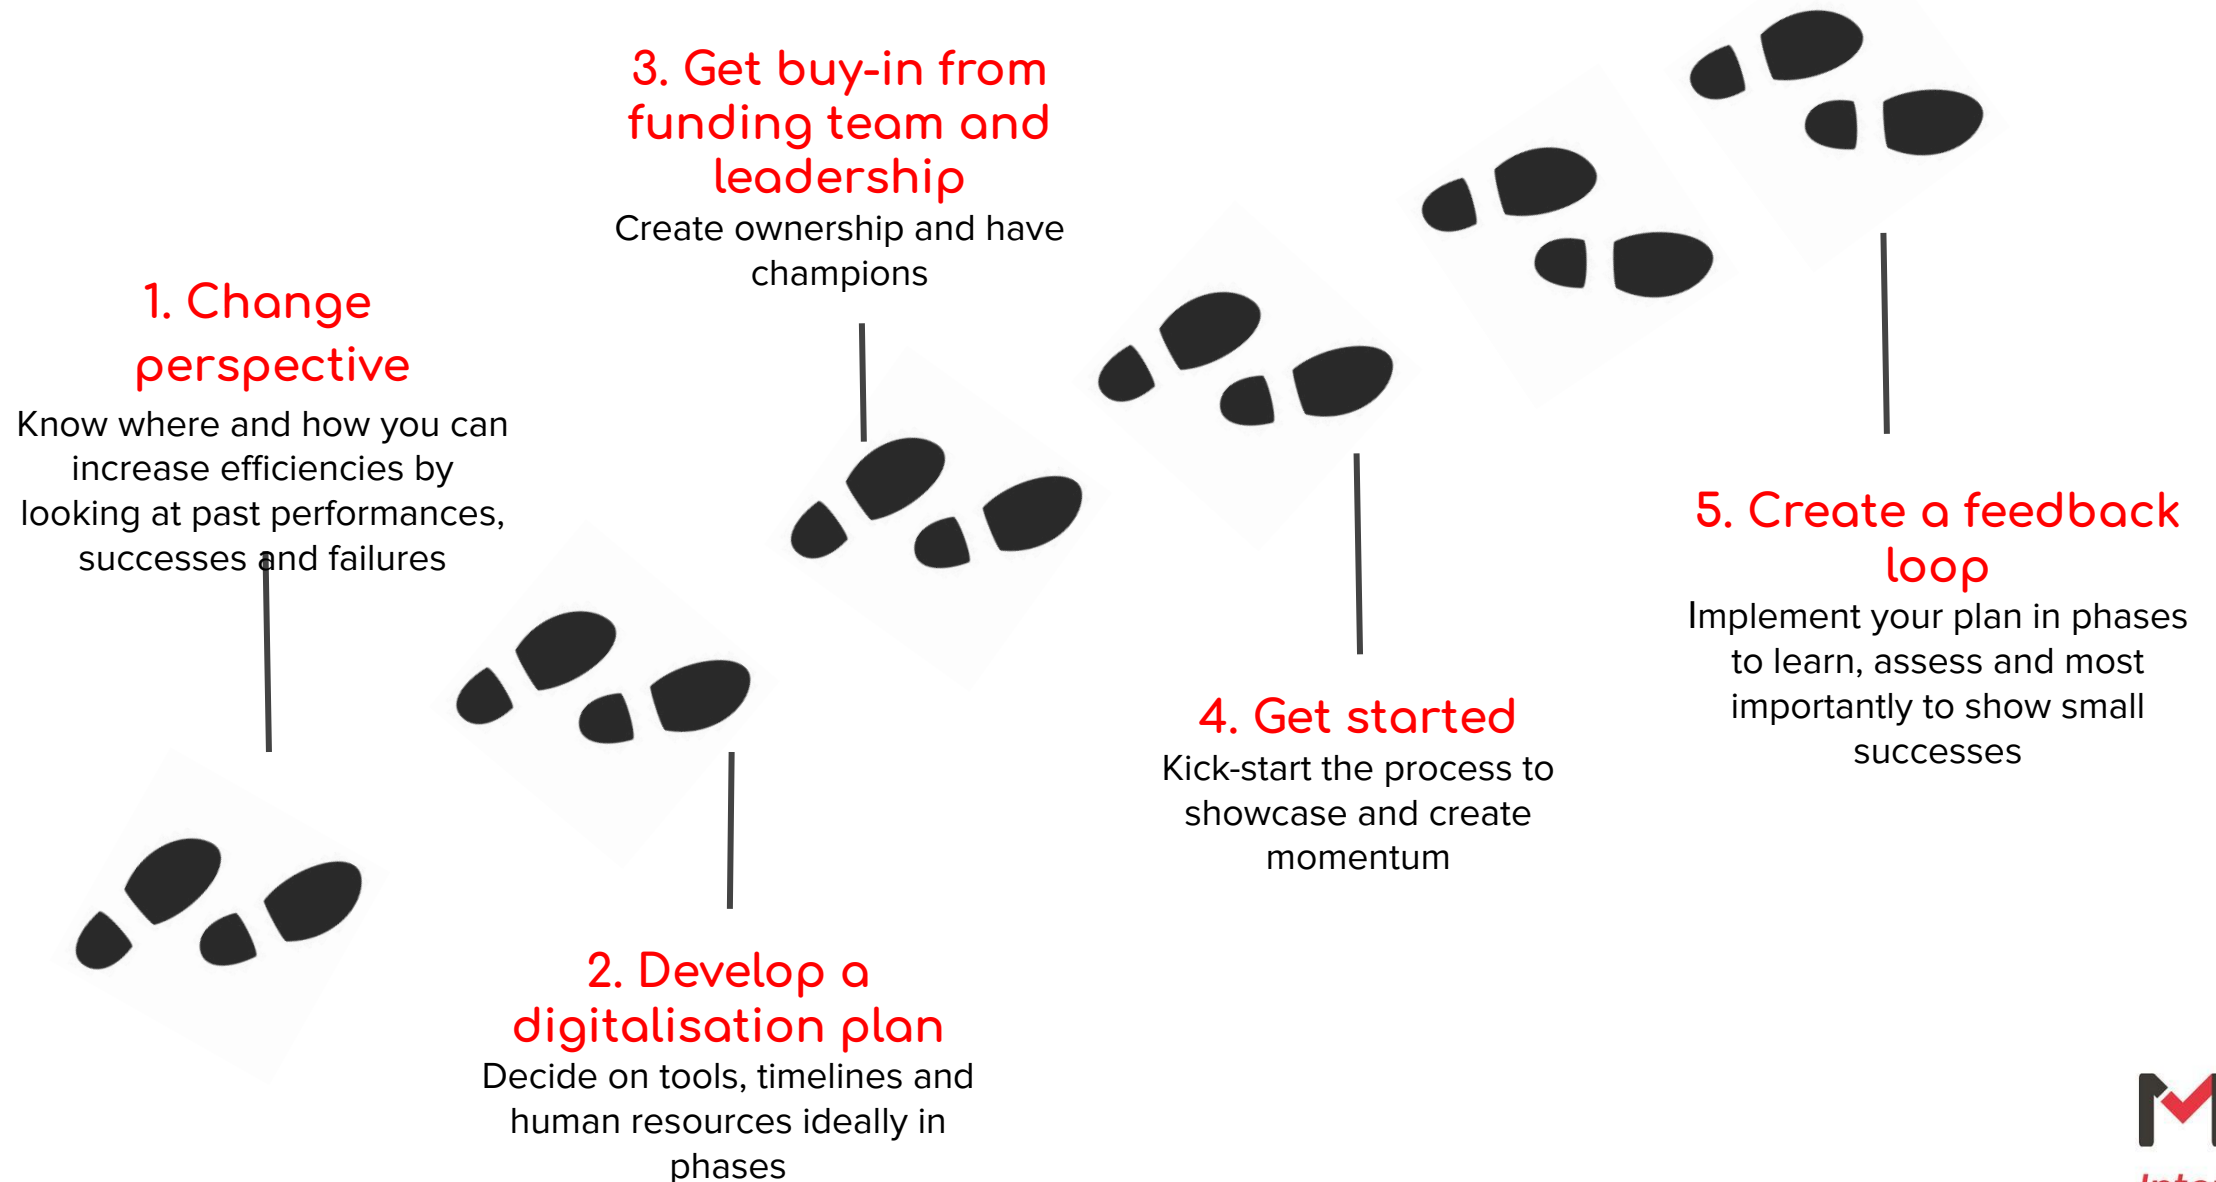 1. Change
perspective
Know where and how you can
increase efficiencies by
looking at past performances,
successes and failures
2. Develop a
digitalisation plan
Decide on tools, timelines and
human resources ideally in
phases
3. Get buy-in from
funding team and
leadership
Create ownership and have
champions
4. Get started
Kick-start the process to
showcase and create
momentum
5. Create a feedback
loop
Implement your plan in phases
to learn, assess and most
importantly to show small
successes
M